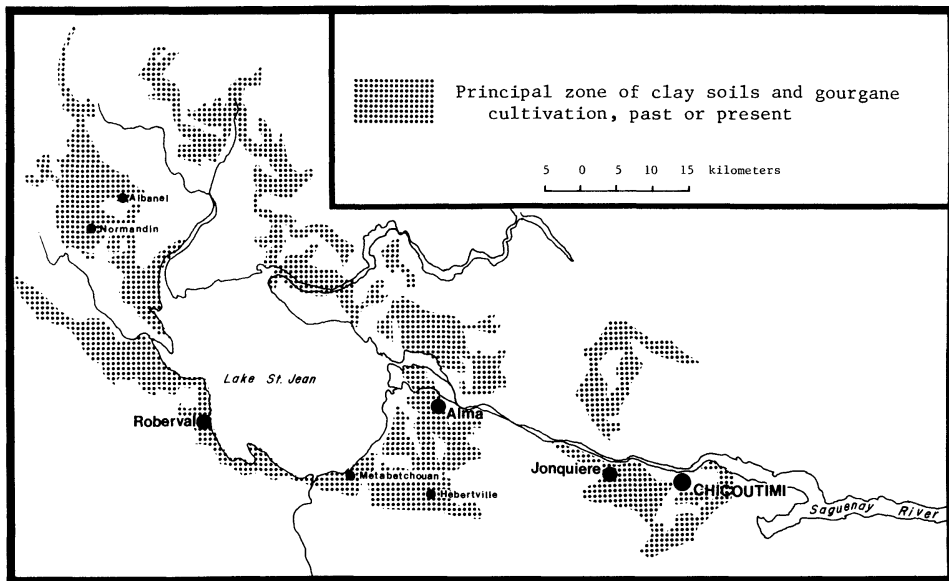 Principal zone of clay soils and gourgane
cultivation, past or present
5 0 5 10 15 kilometers
Albanel
Normandin
Lake St. Jean
Roberval
Alma
Metabetchouan
Hebertville
Jonquiere
CHICOUTIMI
Saguenay River